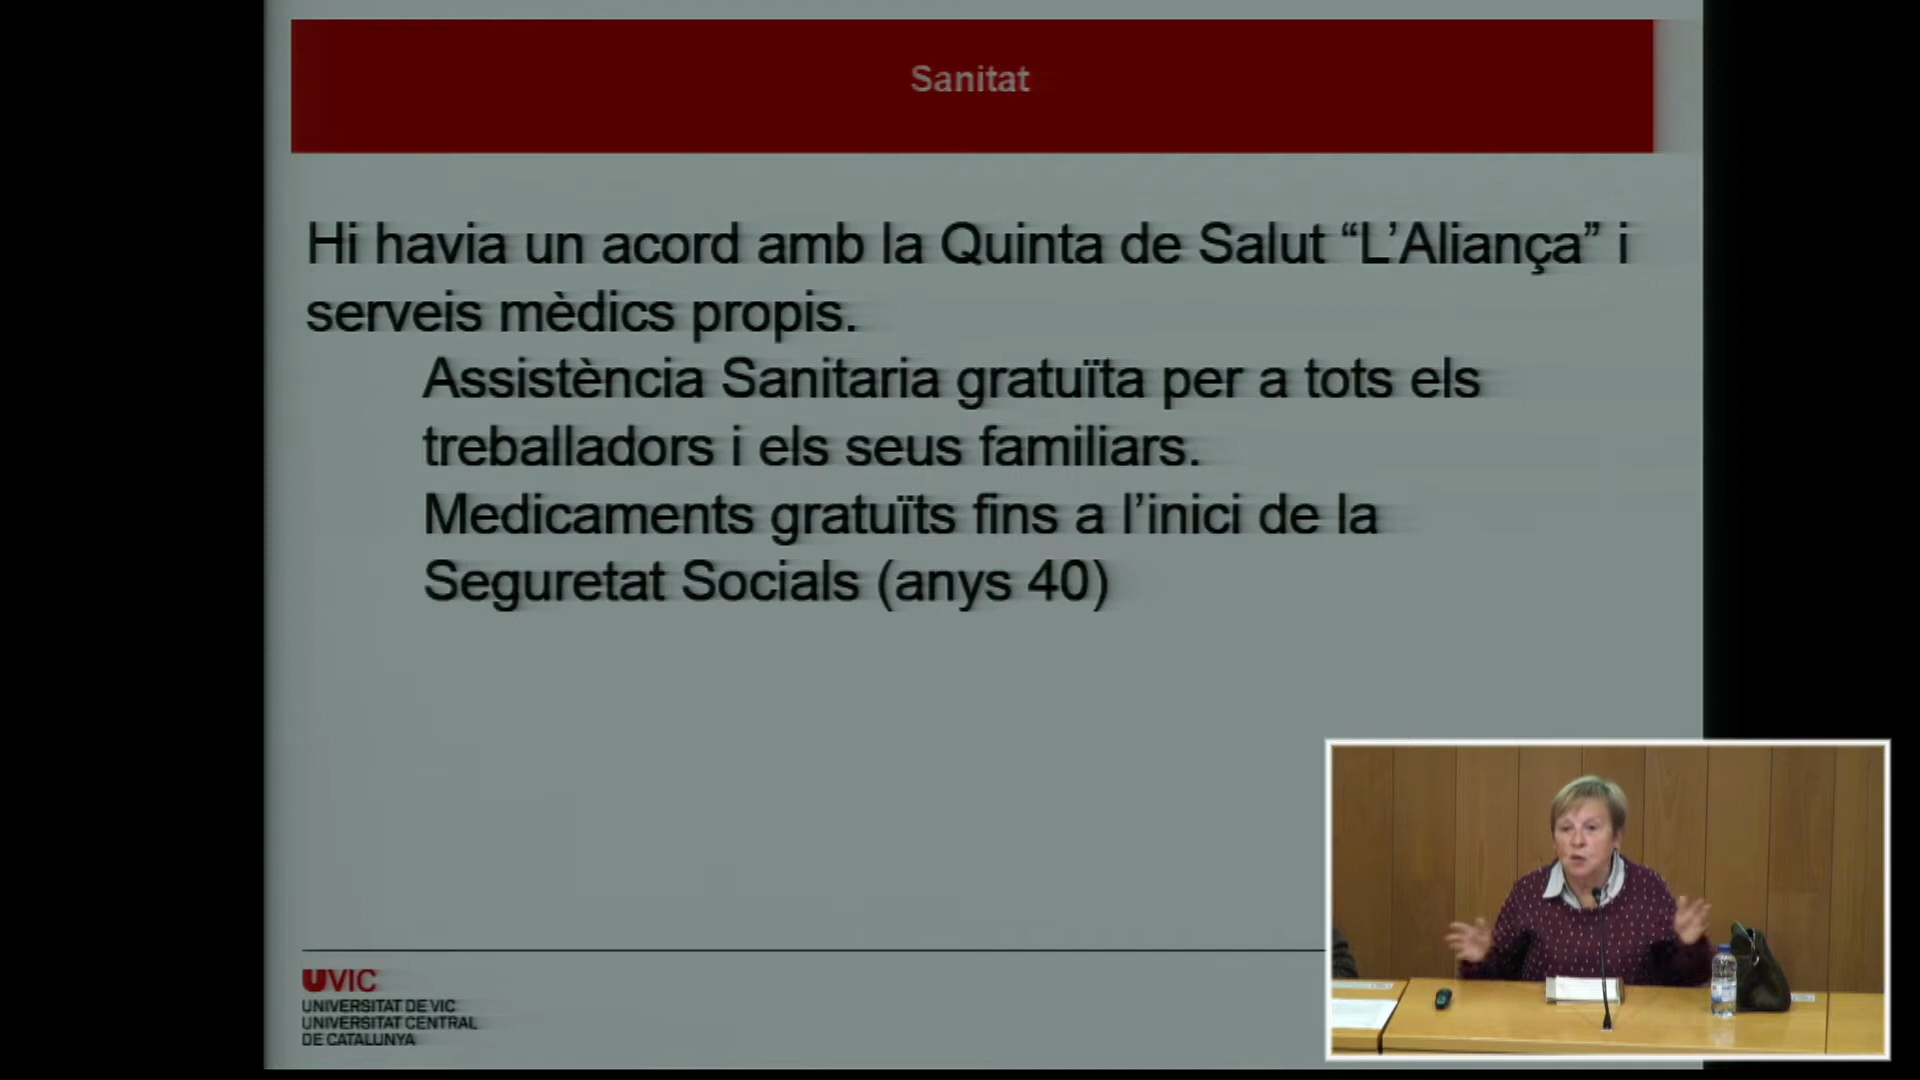 Sanitat
Hi havia un acord amb la Quinta de Salut “L’Aliança” i
serveis mèdics propis.
Assistència Sanitaria gratuïta per a tots els
treballadors i els seus familiars.
Medicaments gratuïts fins a l’inici de la
Seguretat Socials (anys 40)
UVIC
UNIVERSITAT DE VIC
UNIVERSITAT CENTRAL
DE CATALUNYA